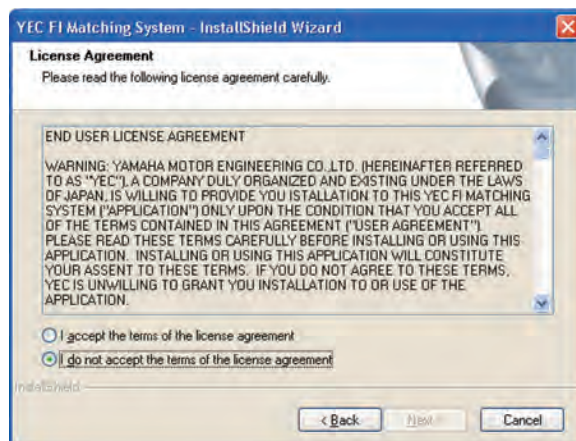 YEC FI Matching System - InstallShield Wizard
License Agreement
Please read the following license agreement carefully.
END USER LICENSE AGREEMENT
WARNING: YAMAHA MOTOR ENGINEERING CO.,LTD. (HEREINAFTER REFERRED
TO AS "YEC"), A COMPANY DULY ORGANIZED AND EXISTING UNDER THE LAWS
OF JAPAN, IS WILLING TO PROVIDE YOU ISTALLATION TO THIS YEC FI MATCHING
SYSTEM ("APPLICATION") ONLY UPON THE CONDITION THAT YOU ACCEPT ALL
OF THE TERMS CONTAINED IN THIS AGREEMENT ("USER AGREEMENT").
PLEASE READ THESE TERMS CAREFULLY BEFORE INSTALLING OR USING THIS
APPLICATION. INSTALLING OR USING THIS APPLICATION WILL CONSTITUTE
YOUR ASSENT TO THESE TERMS. IF YOU DO NOT AGREE TO THESE TERMS,
YEC IS UNWILLING TO GRANT YOU INSTALLATION TO OR USE OF THE
APPLICATION.
I accept the terms of the license agreement
I do not accept the terms of the license agreement
InstallShield
< Back
Next >
Cancel